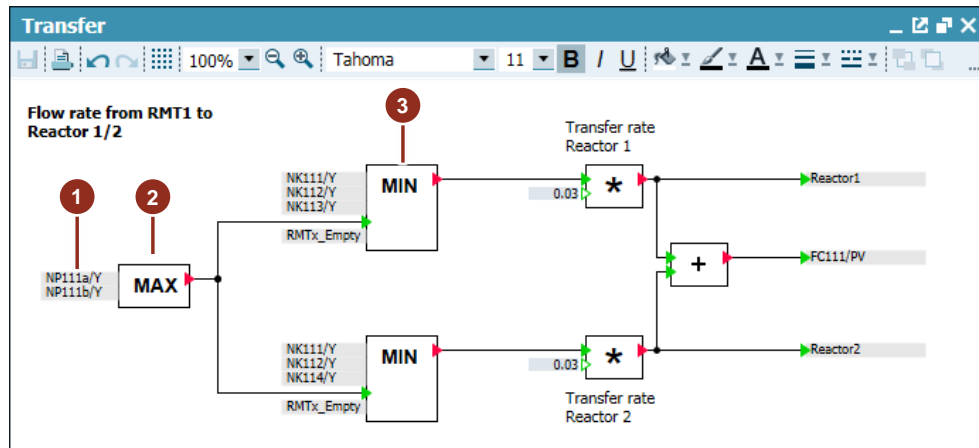 Transfer
100%
Tahoma
11
B
I
U
A
...
Flow rate from RMT1 to
Reactor 1/2
1
2
3
NP111a/Y
NP111b/Y
MAX
NK111/Y
NK112/Y
NK113/Y
RMTx_Empty
MIN
Transfer rate
Reactor 1
0.03
*
Reactor1
+
FC111/PV
NK111/Y
NK112/Y
NK114/Y
RMTx_Empty
MIN
0.03
*
Transfer rate
Reactor 2
Reactor2